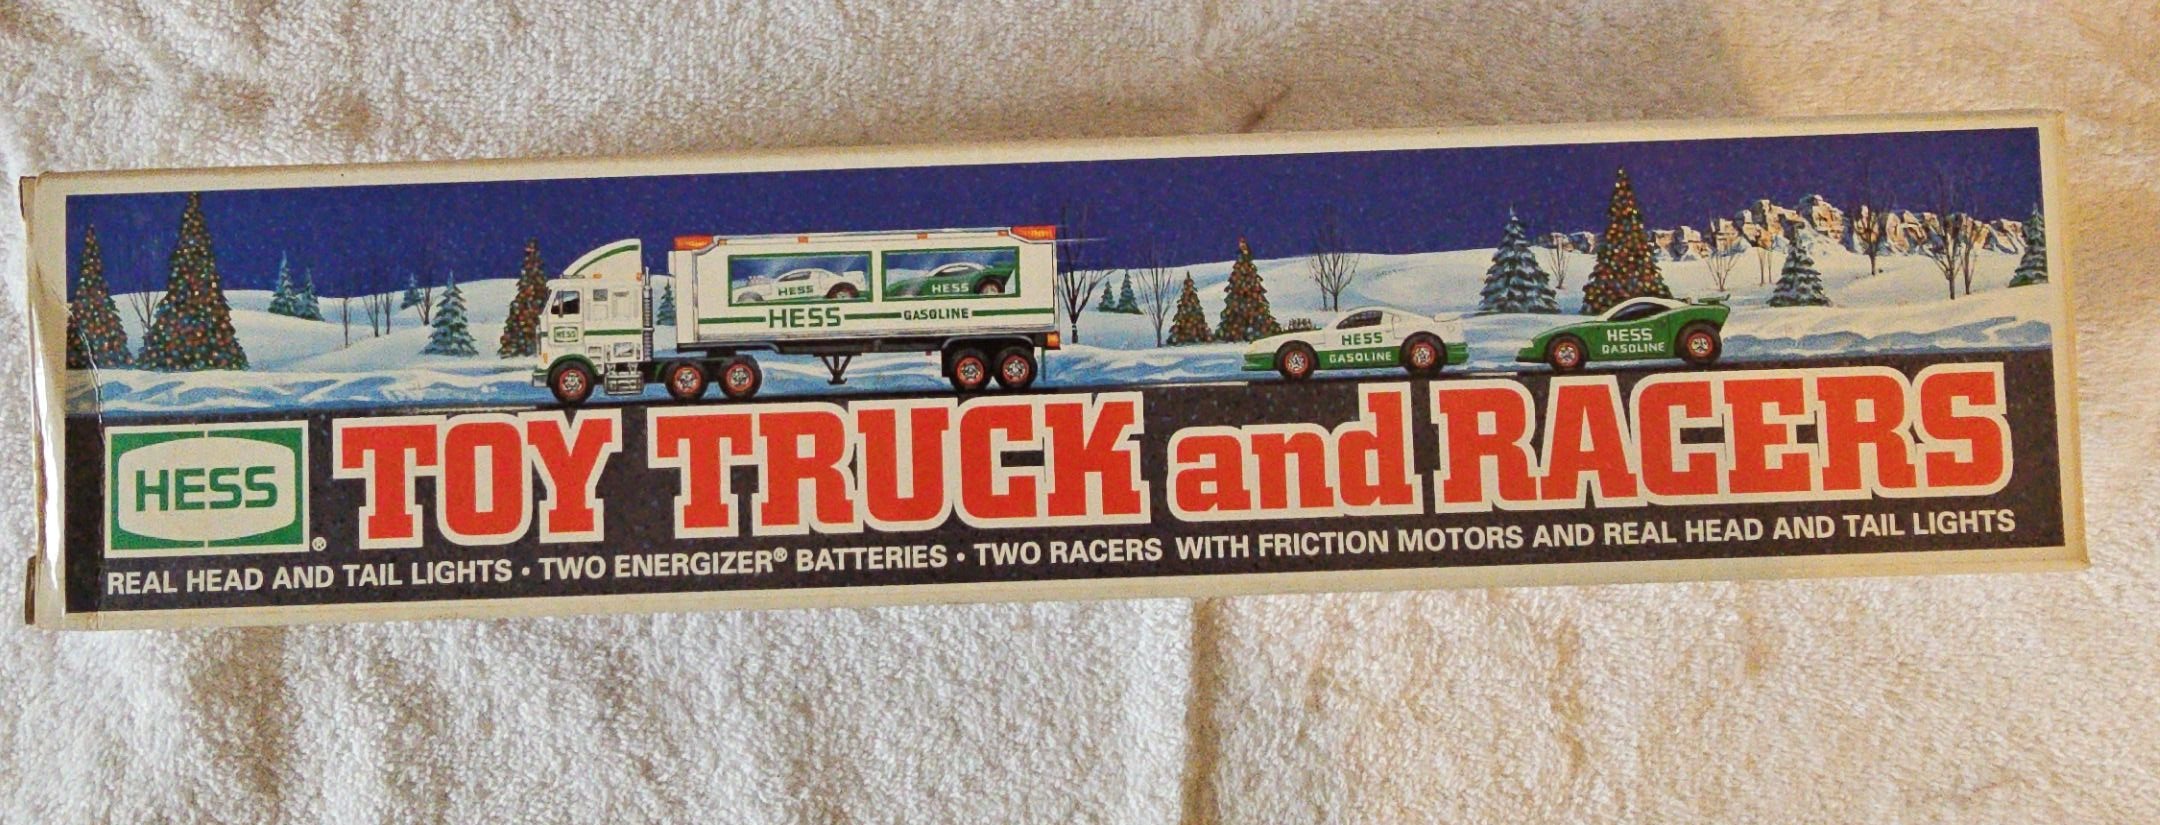 HESS HESS
HESS GASOLINE
HESS
HESS
GASOLINE
HESS
GASOLINE
HESS® TOY TRUCK and RACERS
REAL HEAD AND TAIL LIGHTS • TWO ENERGIZER® BATTERIES • TWO RACERS WITH FRICTION MOTORS AND REAL HEAD AND TAIL LIGHTS